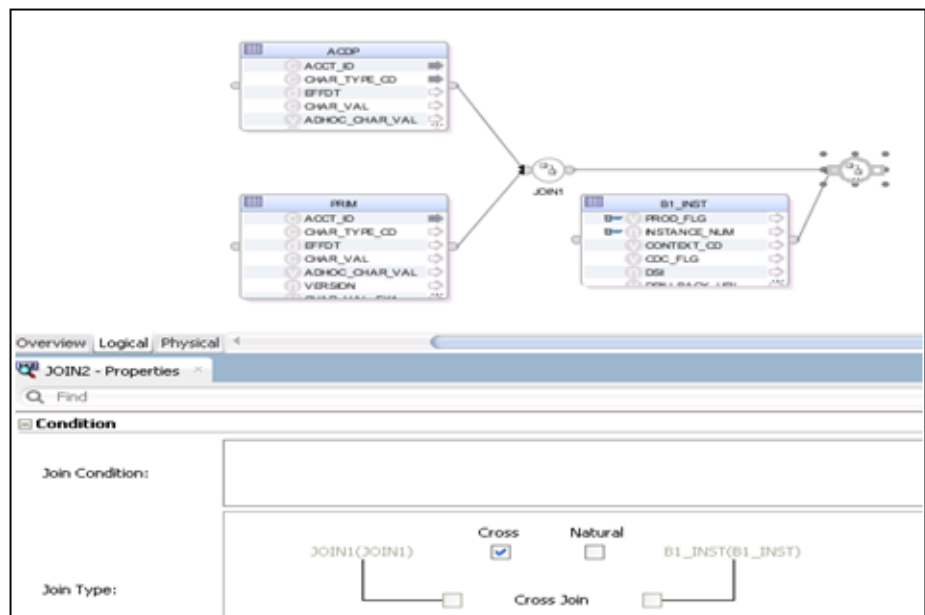 ACDP
ACCT_ID
CHAR_TYPE_CD
EFFDT
CHAR_VAL
ADHOC_CHAR_VAL
JOIN1
PRIM
ACCT_ID
CHAR_TYPE_CD
EFFDT
CHAR_VAL
ADHOC_CHAR_VAL
VERSION
B1_INST
PROD_FLG
INSTANCE_NUM
CONTEXT_CD
CDC_FLG
DSI
Overview Logical Physical
JOIN2 - Properties
Find
Condition
Join Condition:
Cross Natural
JOIN1(JOIN1) B1_INST(B1_INST)
Join Type:
Cross Join